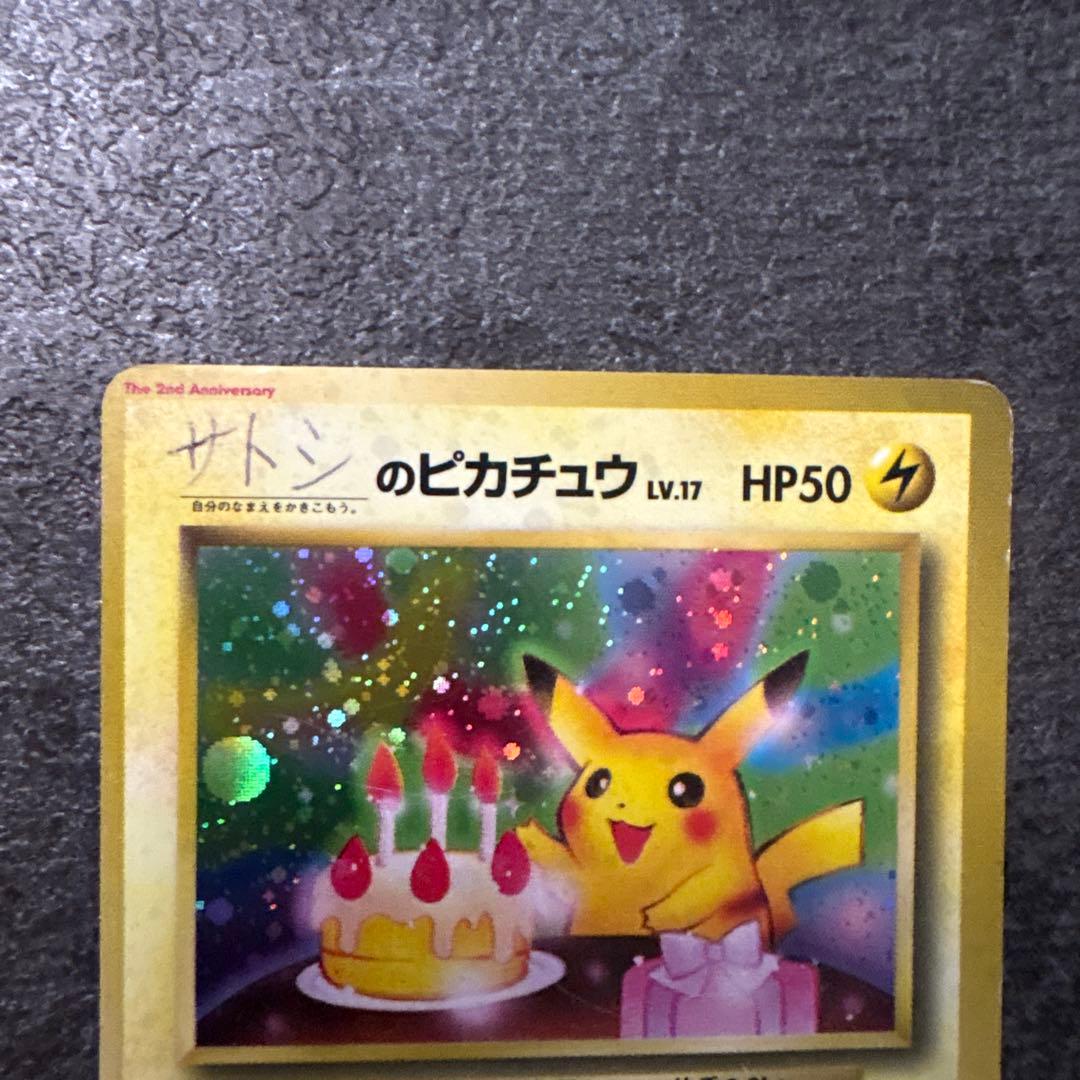 The 2nd Anniversary
サトシのピカチュウ LV.17 HP50
自分のなまえをかきこもう。